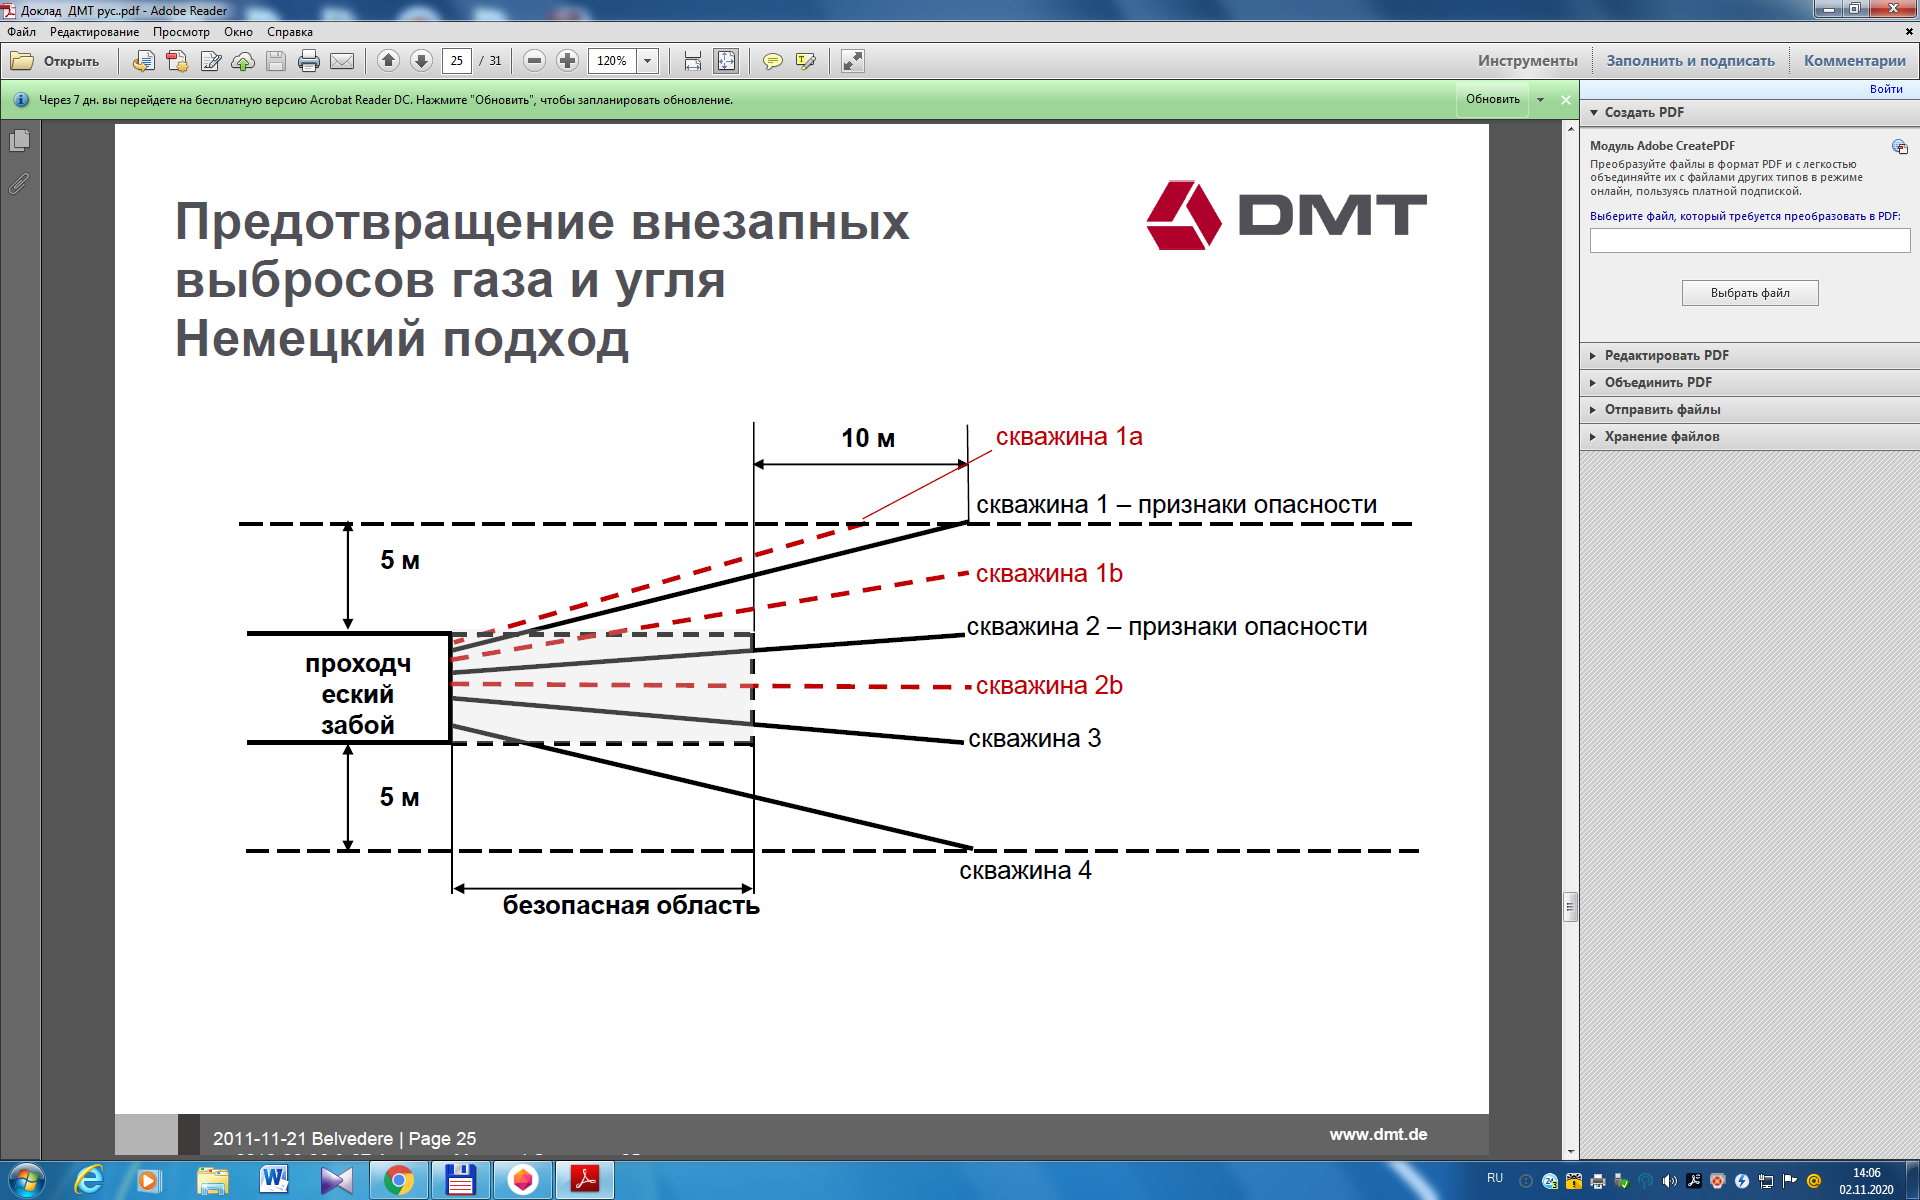 Доклад ДМТ рус..pdf - Adobe Reader
Файл Редактирование Просмотр Окно Справка
Открыть 25 / 31 120% Инструменты Заполнить и подписать Комментарии
Через 7 дн. вы перейдете на бесплатную версию Acrobat Reader DC. Нажмите "Обновить", чтобы запланировать обновление. Обновить
Войти
Создать PDF
Модуль Adobe CreatePDF
Преобразуйте файлы в формат PDF и с легкостью
объединяйте их с файлами других типов в режиме
онлайн, пользуясь платной подпиской.
Выберите файл, который требуется преобразовать в PDF:
Выбрать файл
Редактировать PDF
Объединить PDF
Отправить файлы
Хранение файлов
DMT
Предотвращение внезапных
выбросов газа и угля
Немецкий подход
10 м
скважина 1a
скважина 1 – признаки опасности
5 м
скважина 1b
скважина 2 – признаки опасности
проходч
еский
забой
скважина 2b
скважина 3
5 м
скважина 4
безопасная область
2011-11-21 Belvedere | Page 25
www.dmt.de
RU
14:06
02.11.2020